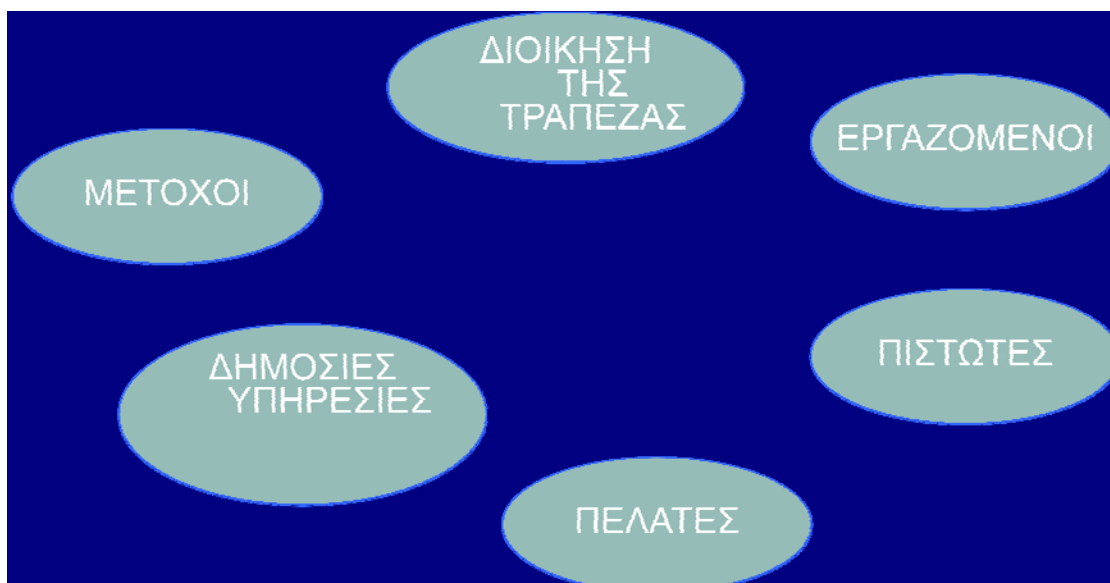 ΔΙΟΙΚΗΣΗ
ΤΗΣ
ΤΡΑΠΕΖΑΣ
ΕΡΓΑΖΟΜΕΝΟΙ
ΜΕΤΟΧΟΙ
ΠΙΣΤΩΤΕΣ
ΔΗΜΟΣΙΕΣ
ΥΠΗΡΕΣΙΕΣ
ΠΕΛΑΤΕΣ